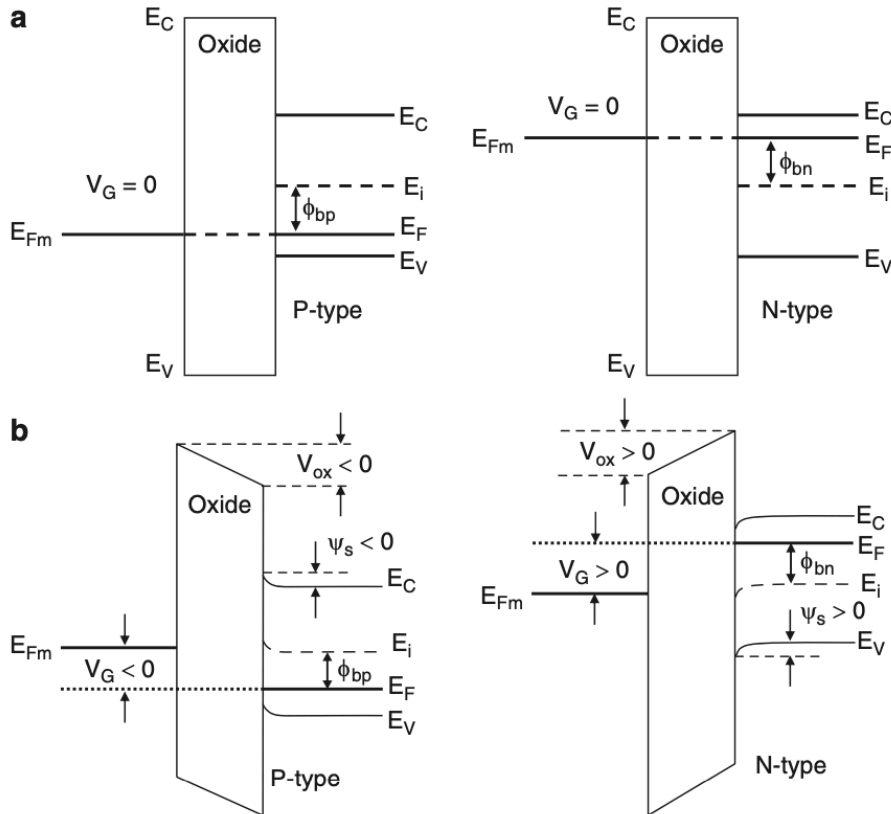 a
E_C
Oxide
V_G = 0
E_Fm
E_C
E_i
ϕ_bp
E_F
E_V
P-type
E_V
E_C
Oxide
V_G = 0
E_Fm
E_C
E_F
ϕ_bn
E_i
E_V
N-type
E_V
b
V_ox < 0
Oxide
ψ_s < 0
E_C
E_Fm
V_G < 0
E_i
ϕ_bp
E_F
E_V
P-type
V_ox > 0
Oxide
E_C
E_F
V_G > 0
ϕ_bn
E_Fm
E_i
ψ_s > 0
E_V
N-type